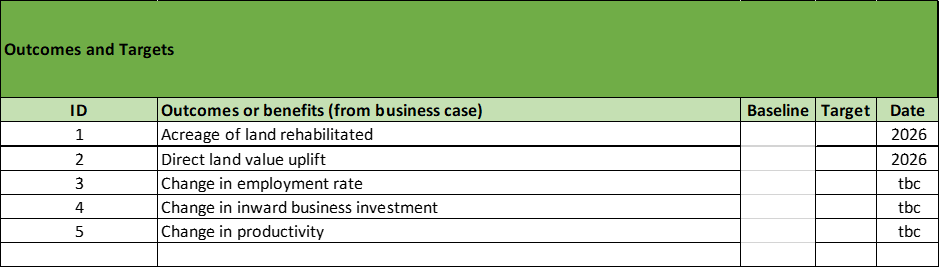 Outcomes and Targets
ID Outcomes or benefits (from business case) Baseline Target Date
1 Acreage of land rehabilitated 2026
2 Direct land value uplift 2026
3 Change in employment rate tbc
4 Change in inward business investment tbc
5 Change in productivity tbc